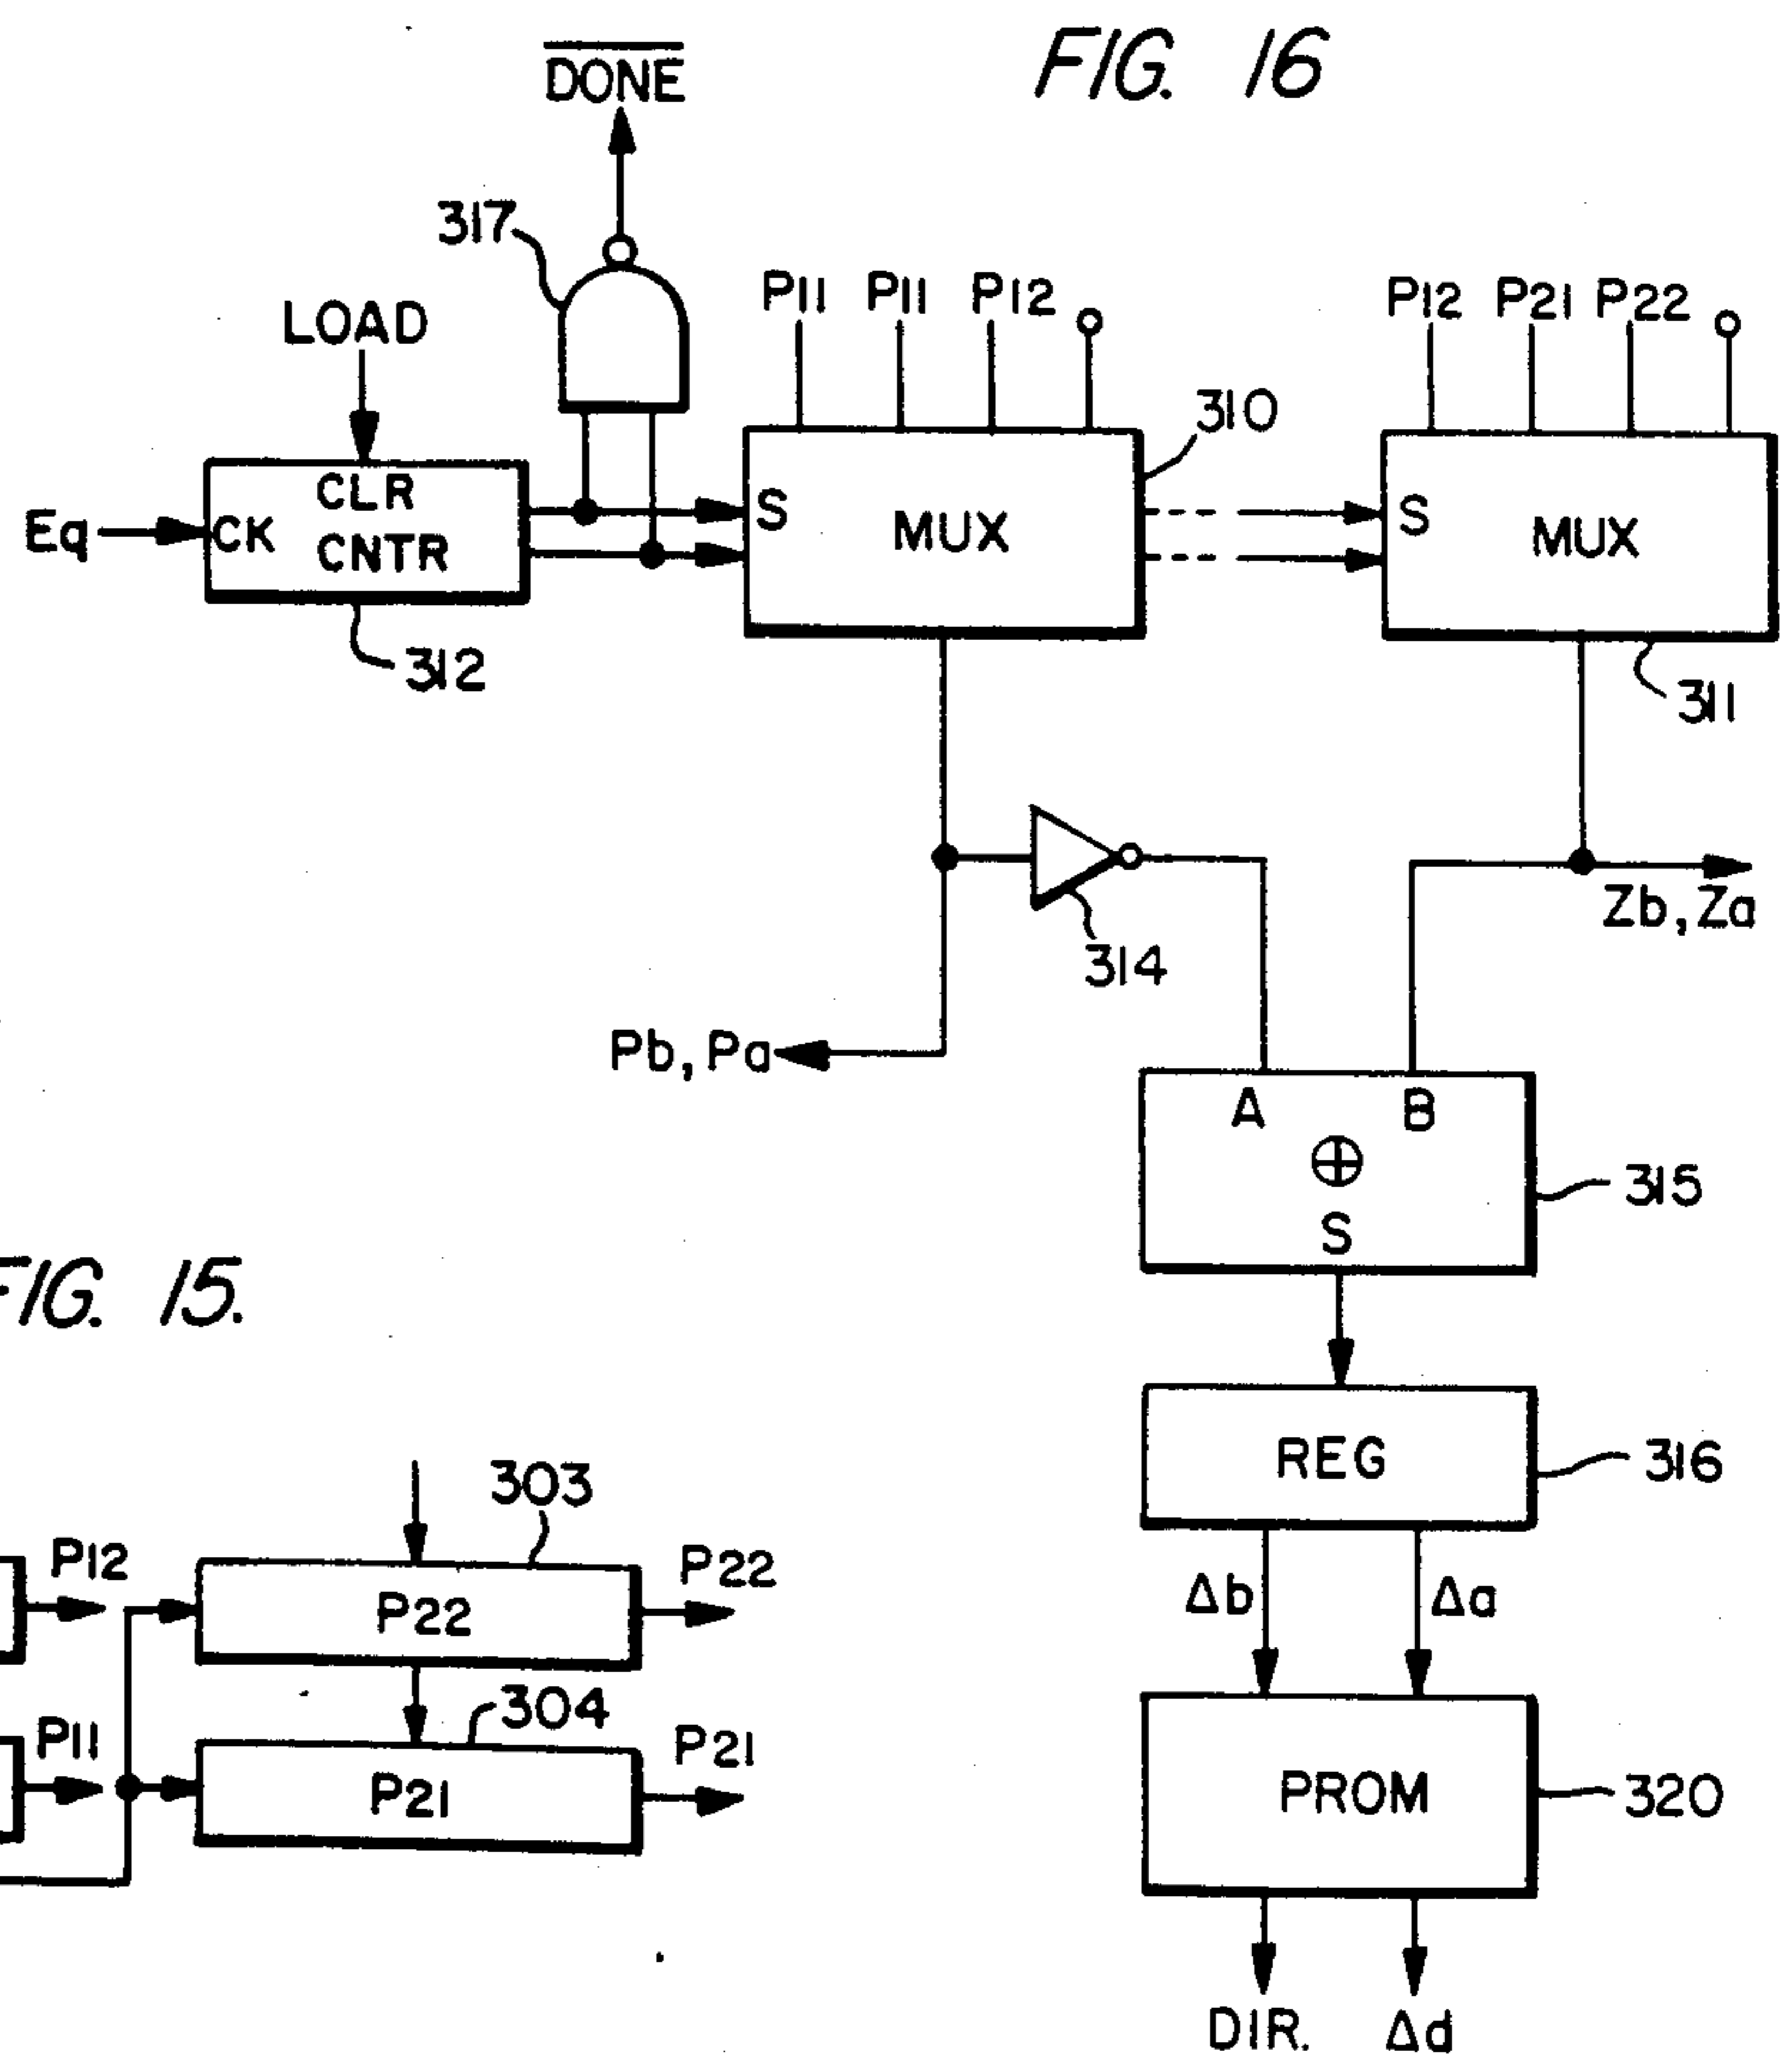 FIG. 16
DONE
317
LOAD
P11 P11 P12
P12 P21 P22
310
Eq
CK
CLR
CNTR
S
MUX
S
MUX
312
311
314
Zb, Za
Pb, Pa
A B
⊕
S
315
FIG. 15.
REG
316
303
P12
P22
P22
Δb
Δa
304
P11
P21
P21
PROM
320
DIR. Δd